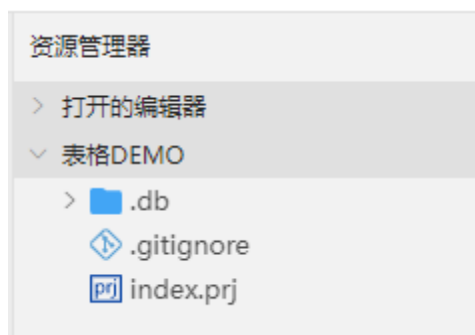 资源管理器
打开的编辑器
表格DEMO
.db
.gitignore
prj index.prj